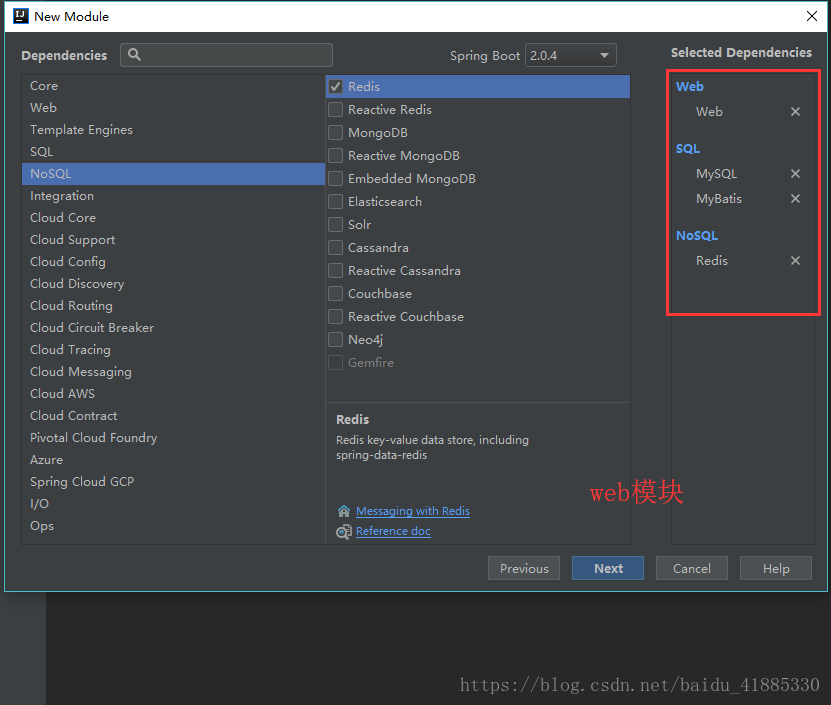 New Module
Dependencies
Spring Boot 2.0.4
Selected Dependencies
Core
Web
Template Engines
SQL
NoSQL
Integration
Cloud Core
Cloud Support
Cloud Config
Cloud Discovery
Cloud Routing
Cloud Circuit Breaker
Cloud Tracing
Cloud Messaging
Cloud AWS
Cloud Contract
Pivotal Cloud Foundry
Azure
Spring Cloud GCP
I/O
Ops
Redis
Reactive Redis
MongoDB
Reactive MongoDB
Embedded MongoDB
Elasticsearch
Solr
Cassandra
Reactive Cassandra
Couchbase
Reactive Couchbase
Neo4j
Gemfire
Redis
Redis key-value data store, including
spring-data-redis
Messaging with Redis
Reference doc
Web
Web
SQL
MySQL
MyBatis
NoSQL
Redis
web模块
Previous
Next
Cancel
Help
https://blog.csdn.net/baidu_41885330